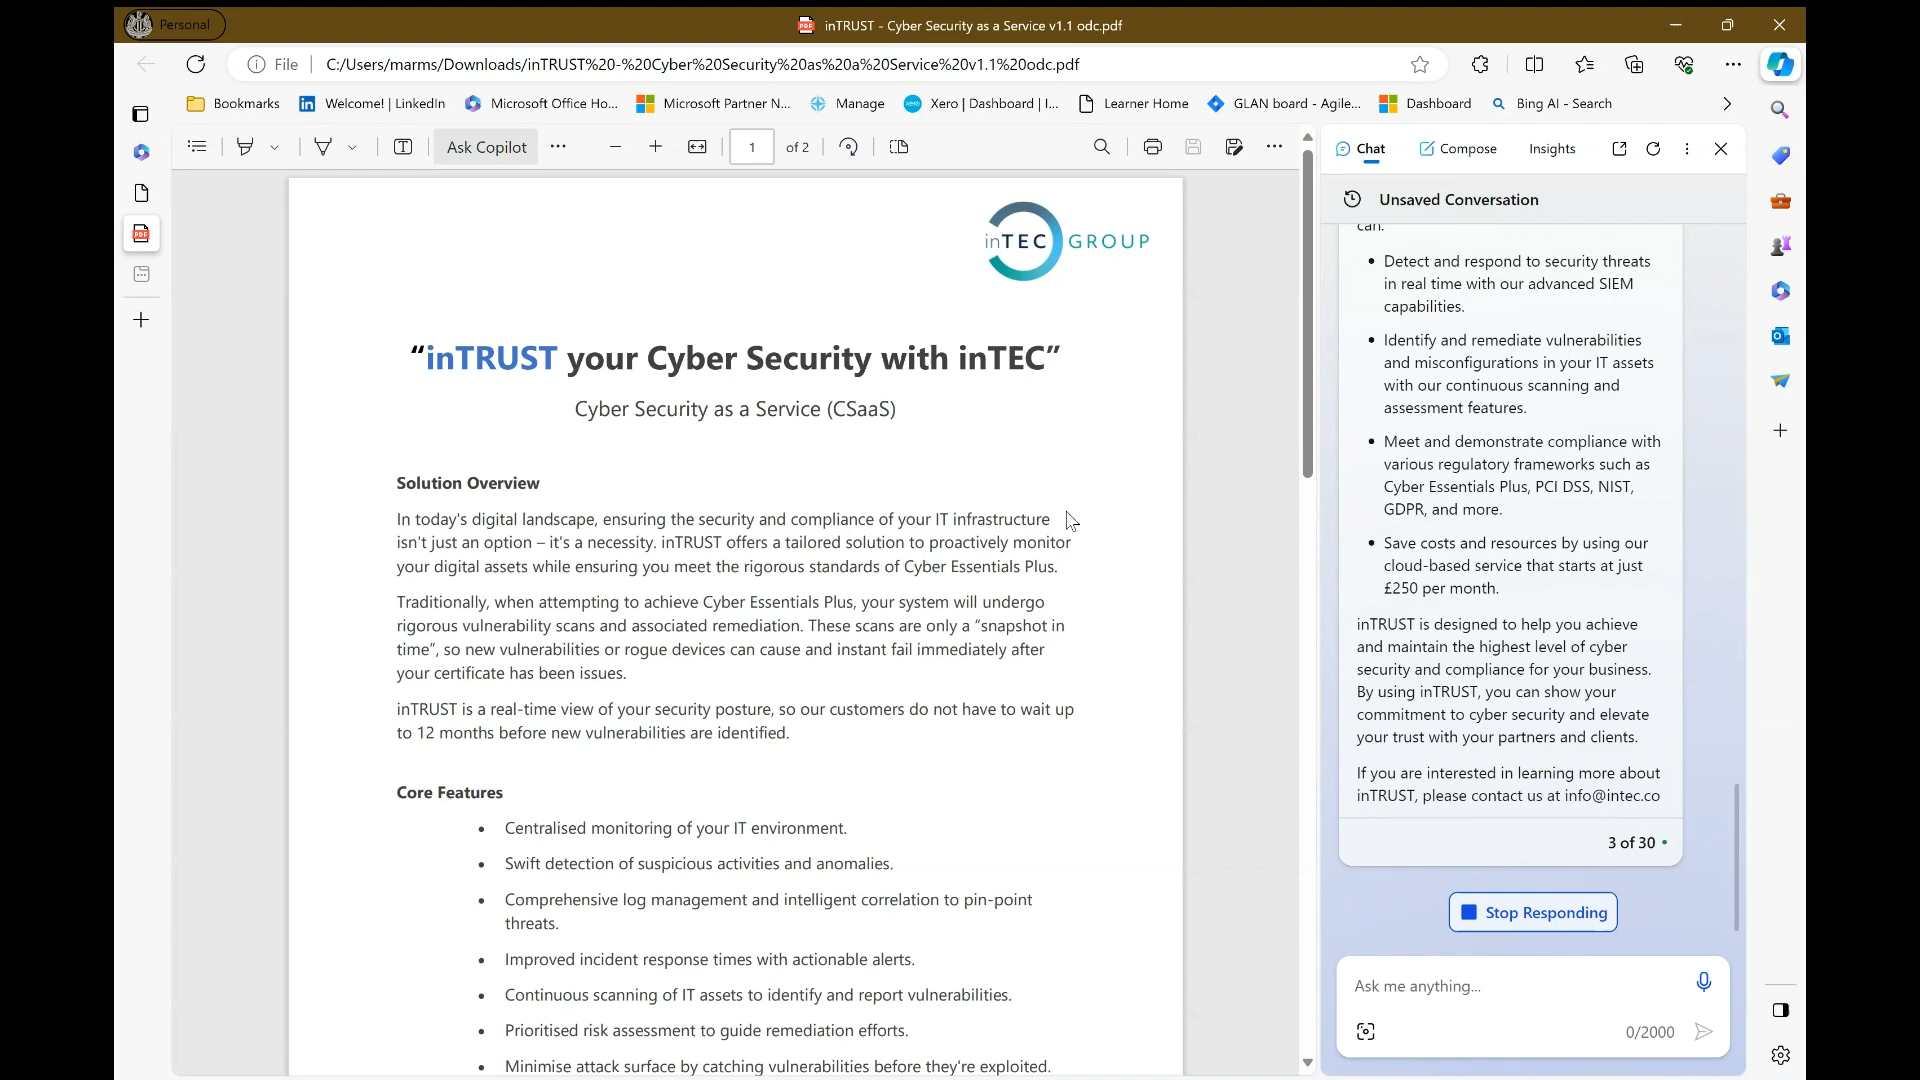 Personal
inTRUST - Cyber Security as a Service v1.1 odc.pdf
File
C:/Users/marms/Downloads/inTRUST%20-%20Cyber%20Security%20as%20a%20Service%20v1.1%20odc.pdf
Bookmarks
Welcome! | LinkedIn
Microsoft Office Ho...
Microsoft Partner N...
Manage
Xero | Dashboard | I...
Learner Home
GLAN board - Agile...
Dashboard
Bing AI - Search
Ask Copilot
1
of 2
inTEC GROUP
“inTRUST your Cyber Security with inTEC”
Cyber Security as a Service (CSaaS)
Solution Overview
In today's digital landscape, ensuring the security and compliance of your IT infrastructure
isn't just an option – it's a necessity. inTRUST offers a tailored solution to proactively monitor
your digital assets while ensuring you meet the rigorous standards of Cyber Essentials Plus.
Traditionally, when attempting to achieve Cyber Essentials Plus, your system will undergo
rigorous vulnerability scans and associated remediation. These scans are only a “snapshot in
time”, so new vulnerabilities or rogue devices can cause and instant fail immediately after
your certificate has been issues.
inTRUST is a real-time view of your security posture, so our customers do not have to wait up
to 12 months before new vulnerabilities are identified.
Core Features
• Centralised monitoring of your IT environment.
• Swift detection of suspicious activities and anomalies.
• Comprehensive log management and intelligent correlation to pin-point
threats.
• Improved incident response times with actionable alerts.
• Continuous scanning of IT assets to identify and report vulnerabilities.
• Prioritised risk assessment to guide remediation efforts.
• Minimise attack surface by catching vulnerabilities before they're exploited.
Chat
Compose
Insights
Unsaved Conversation
can:
• Detect and respond to security threats
in real time with our advanced SIEM
capabilities.
• Identify and remediate vulnerabilities
and misconfigurations in your IT assets
with our continuous scanning and
assessment features.
• Meet and demonstrate compliance with
various regulatory frameworks such as
Cyber Essentials Plus, PCI DSS, NIST,
GDPR, and more.
• Save costs and resources by using our
cloud-based service that starts at just
£250 per month.
inTRUST is designed to help you achieve
and maintain the highest level of cyber
security and compliance for your business.
By using inTRUST, you can show your
commitment to cyber security and elevate
your trust with your partners and clients.
If you are interested in learning more about
inTRUST, please contact us at info@intec.co
3 of 30
Stop Responding
Ask me anything...
0/2000